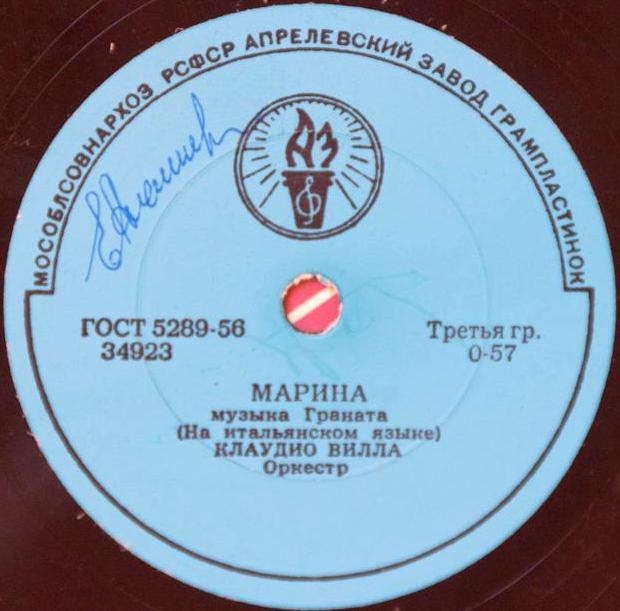 МОСОБЛСОВНАРХОЗ РСФСР АПРЕЛЕВСКИЙ ЗАВОД ГРАМПЛАСТИНОК
АЗ
ГОСТ 5289-56
34923
Третья гр.
0-57
МАРИНА
музыка Граната
(На итальянском языке)
КЛАУДИО ВИЛЛА
Оркестр